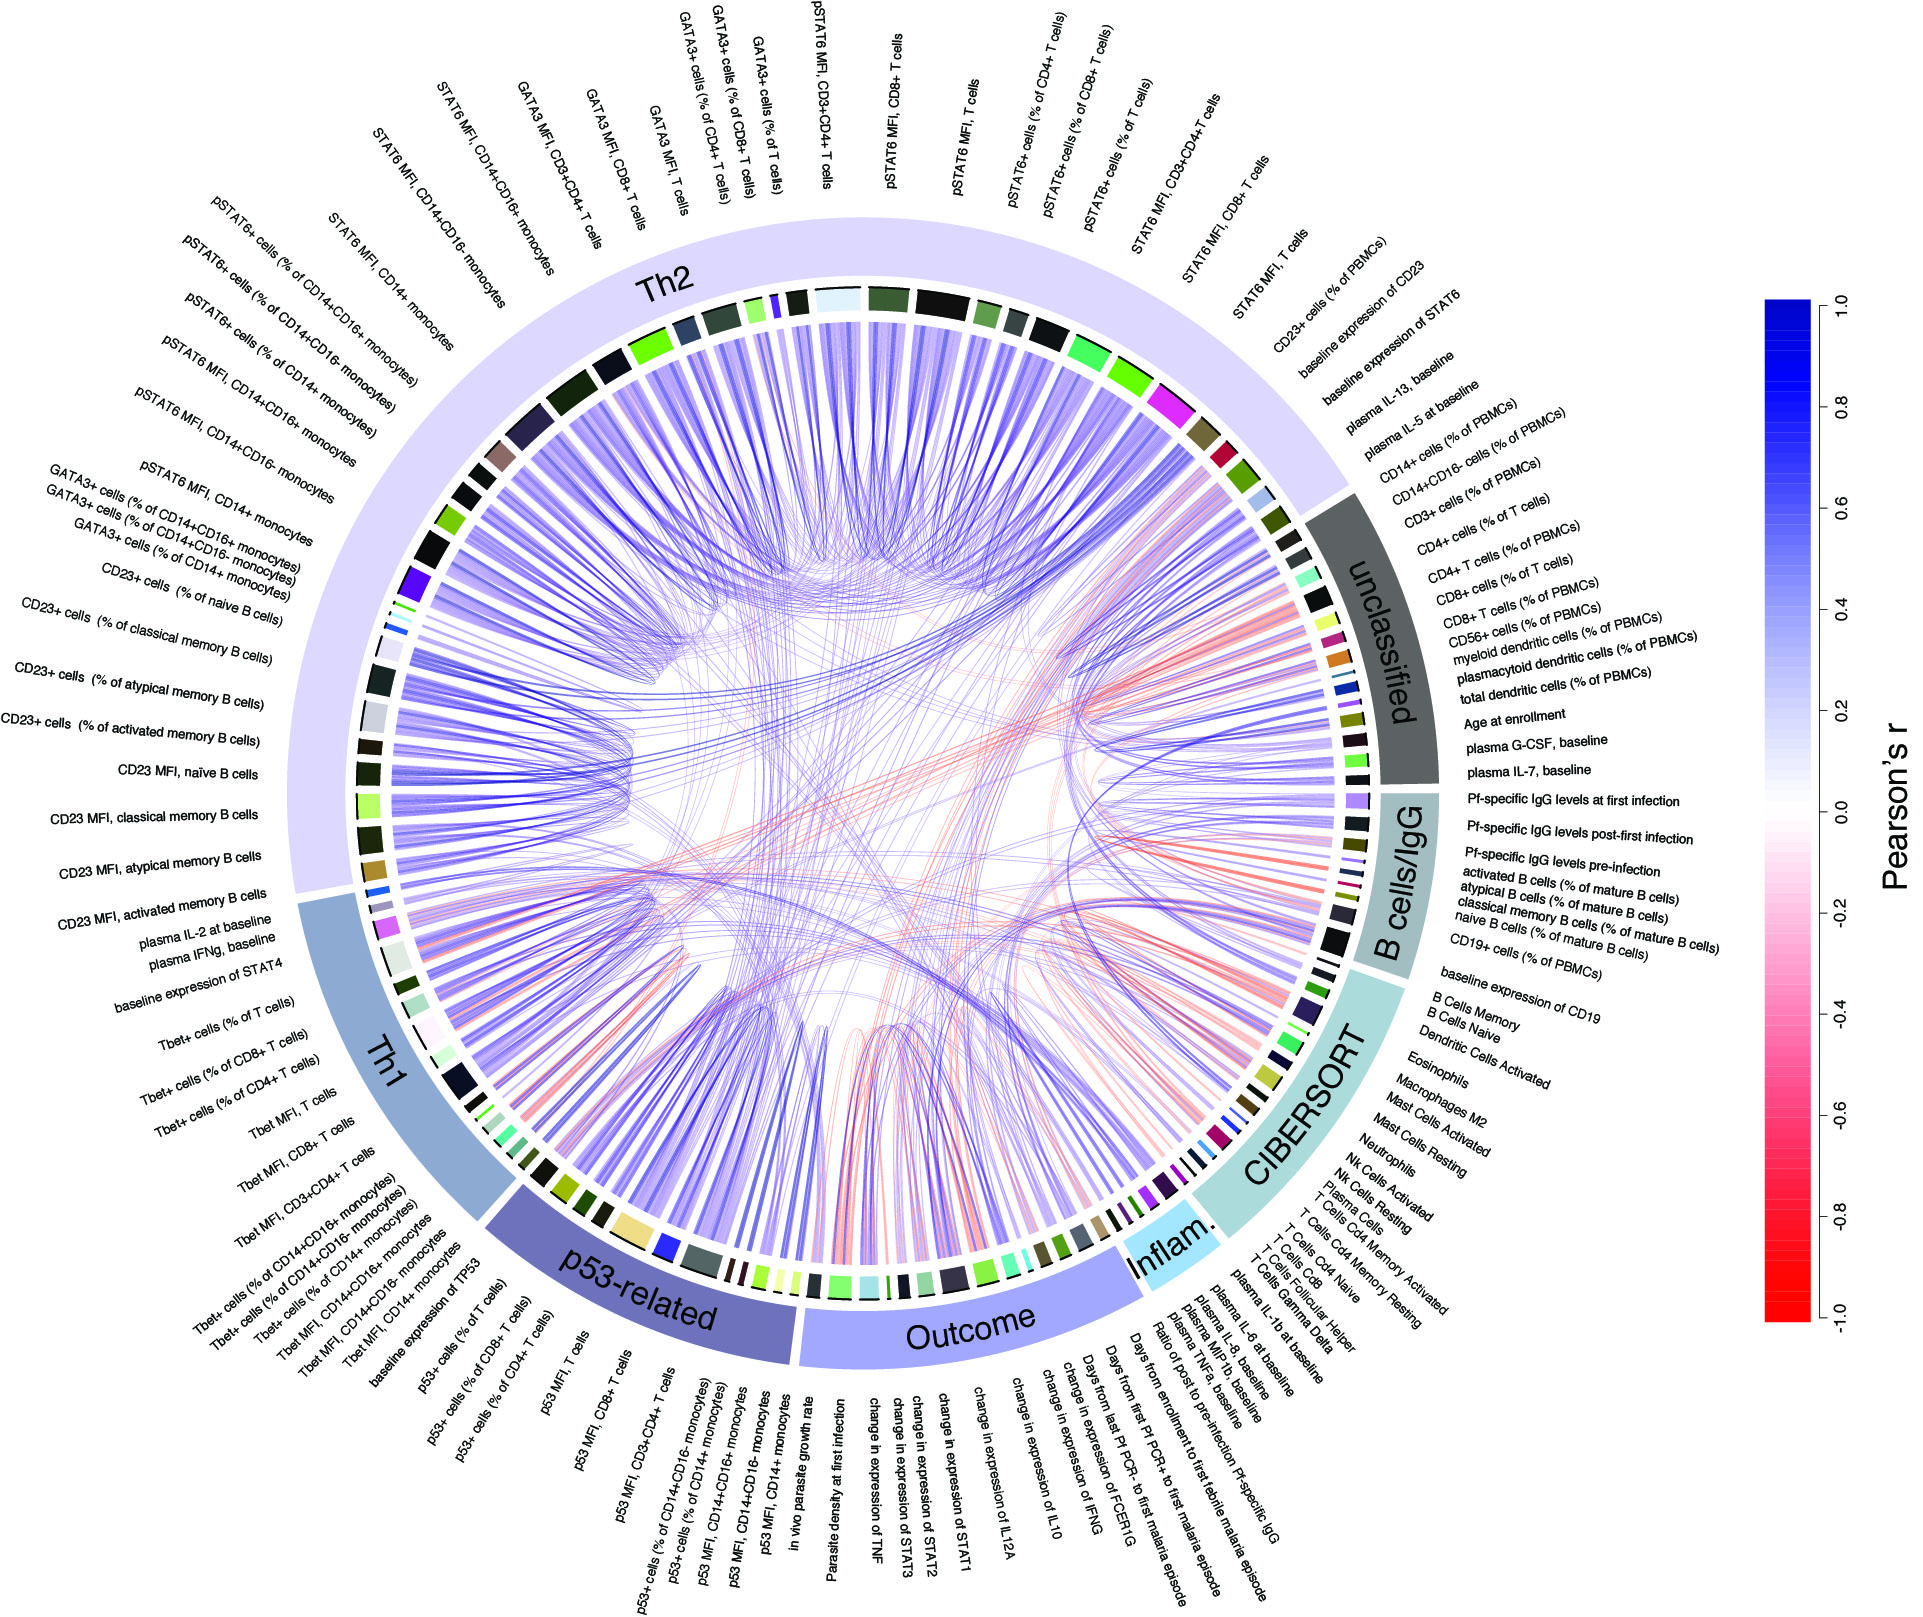 GATA3+ cells (% of CD4+ T cells)
GATA3+ cells (% of CD8+ T cells)
GATA3+ cells (% of T cells)
pSTAT6 MFI, CD3+CD4+ T cells
pSTAT6 MFI, CD8+ T cells
pSTAT6 MFI, T cells
pSTAT6+ cells (% of CD4+ T cells)
pSTAT6+ cells (% of CD8+ T cells)
pSTAT6+ cells (% of T cells)
STAT6 MFI, CD3+CD4+T cells
STAT6 MFI, CD8+ T cells
STAT6 MFI, T cells
CD23+ cells (% of PBMCs)
baseline expression of CD23
baseline expression of STAT6
plasma IL-13, baseline
plasma IL-5 at baseline
CD14+ cells (% of PBMCs)
CD14+CD16- cells (% of PBMCs)
CD3+ cells (% of PBMCs)
CD4+ cells (% of T cells)
CD4+ T cells (% of PBMCs)
CD8+ cells (% of T cells)
CD8+ T cells (% of PBMCs)
CD56+ cells (% of PBMCs)
myeloid dendritic cells (% of PBMCs)
plasmacytoid dendritic cells (% of PBMCs)
total dendritic cells (% of PBMCs)
Age at enrollment
plasma G-CSF, baseline
plasma IL-7, baseline
Pf-specific IgG levels at first infection
Pf-specific IgG levels post-first infection
Pf-specific IgG levels pre-infection
activated B cells (% of mature B cells)
atypical B cells (% of mature B cells)
classical memory B cells (% of mature B cells)
naive B cells (% of mature B cells)
CD19+ cells (% of PBMCs)
baseline expression of CD19
B Cells Memory
B Cells Naive
Dendritic Cells Activated
Eosinophils
Macrophages M2
Mast Cells Activated
Mast Cells Resting
Neutrophils
Nk Cells Activated
Nk Cells Resting
Plasma Cells
T Cells Cd4 Memory Activated
T Cells Cd4 Memory Resting
T Cells Cd4 Naive
T Cells Cd8
T Cells Follicular Helper
T Cells Gamma Delta
plasma IL-1b at baseline
plasma IL-6 at baseline
plasma IL-8, baseline
plasma MIP1b, baseline
plasma TNFa, baseline
Ratio of post to pre-infection Pf-specific IgG
Days from enrollment to first febrile malaria episode
Days from first Pf PCR+ to first malaria episode
Days from last Pf PCR- to first malaria episode
change in expression of FCER1G
change in expression of IFNG
change in expression of IL10
change in expression of IL12A
change in expression of STAT1
change in expression of STAT2
change in expression of STAT3
change in expression of TNF
Parasite density at first infection
in vivo parasite growth rate
p53 MFI, CD14+ monocytes
p53 MFI, CD14+CD16- monocytes
p53 MFI, CD14+CD16+ monocytes
p53+ cells (% of CD14+ monocytes)
p53+ cells (% of CD14+CD16- monocytes)
p53 MFI, CD3+CD4+ T cells
p53 MFI, CD8+ T cells
p53 MFI, T cells
p53+ cells (% of CD4+ T cells)
p53+ cells (% of CD8+ T cells)
p53+ cells (% of T cells)
baseline expression of TP53
Tbet MFI, CD14+ monocytes
Tbet MFI, CD14+CD16- monocytes
Tbet MFI, CD14+CD16+ monocytes
Tbet+ cells (% of CD14+ monocytes)
Tbet+ cells (% of CD14+CD16- monocytes)
Tbet+ cells (% of CD14+CD16+ monocytes)
Tbet MFI, CD3+CD4+ T cells
Tbet MFI, CD8+ T cells
Tbet MFI, T cells
Tbet+ cells (% of CD4+ T cells)
Tbet+ cells (% of CD8+ T cells)
Tbet+ cells (% of T cells)
baseline expression of STAT4
plasma IFNg, baseline
plasma IL-2 at baseline
CD23 MFI, activated memory B cells
CD23 MFI, atypical memory B cells
CD23 MFI, classical memory B cells
CD23 MFI, naïve B cells
CD23+ cells (% of activated memory B cells)
CD23+ cells (% of atypical memory B cells)
CD23+ cells (% of classical memory B cells)
CD23+ cells (% of naive B cells)
GATA3+ cells (% of CD14+ monocytes)
GATA3+ cells (% of CD14+CD16- monocytes)
GATA3+ cells (% of CD14+CD16+ monocytes)
pSTAT6 MFI, CD14+ monocytes
pSTAT6 MFI, CD14+CD16- monocytes
pSTAT6 MFI, CD14+CD16+ monocytes
pSTAT6+ cells (% of CD14+ monocytes)
pSTAT6+ cells (% of CD14+CD16- monocytes)
pSTAT6+ cells (% of CD14+CD16+ monocytes)
STAT6 MFI, CD14+ monocytes
STAT6 MFI, CD14+CD16- monocytes
STAT6 MFI, CD14+CD16+ monocytes
GATA3 MFI, CD3+CD4+ T cells
GATA3 MFI, CD8+ T cells
GATA3 MFI, T cells
Th2
unclassified
B cells/IgG
CIBERSORT
Inflam.
Outcome
p53-related
Th1
1.0
0.8
0.6
0.4
0.2
0.0
-0.2
-0.4
-0.6
-0.8
-1.0
Pearson's r